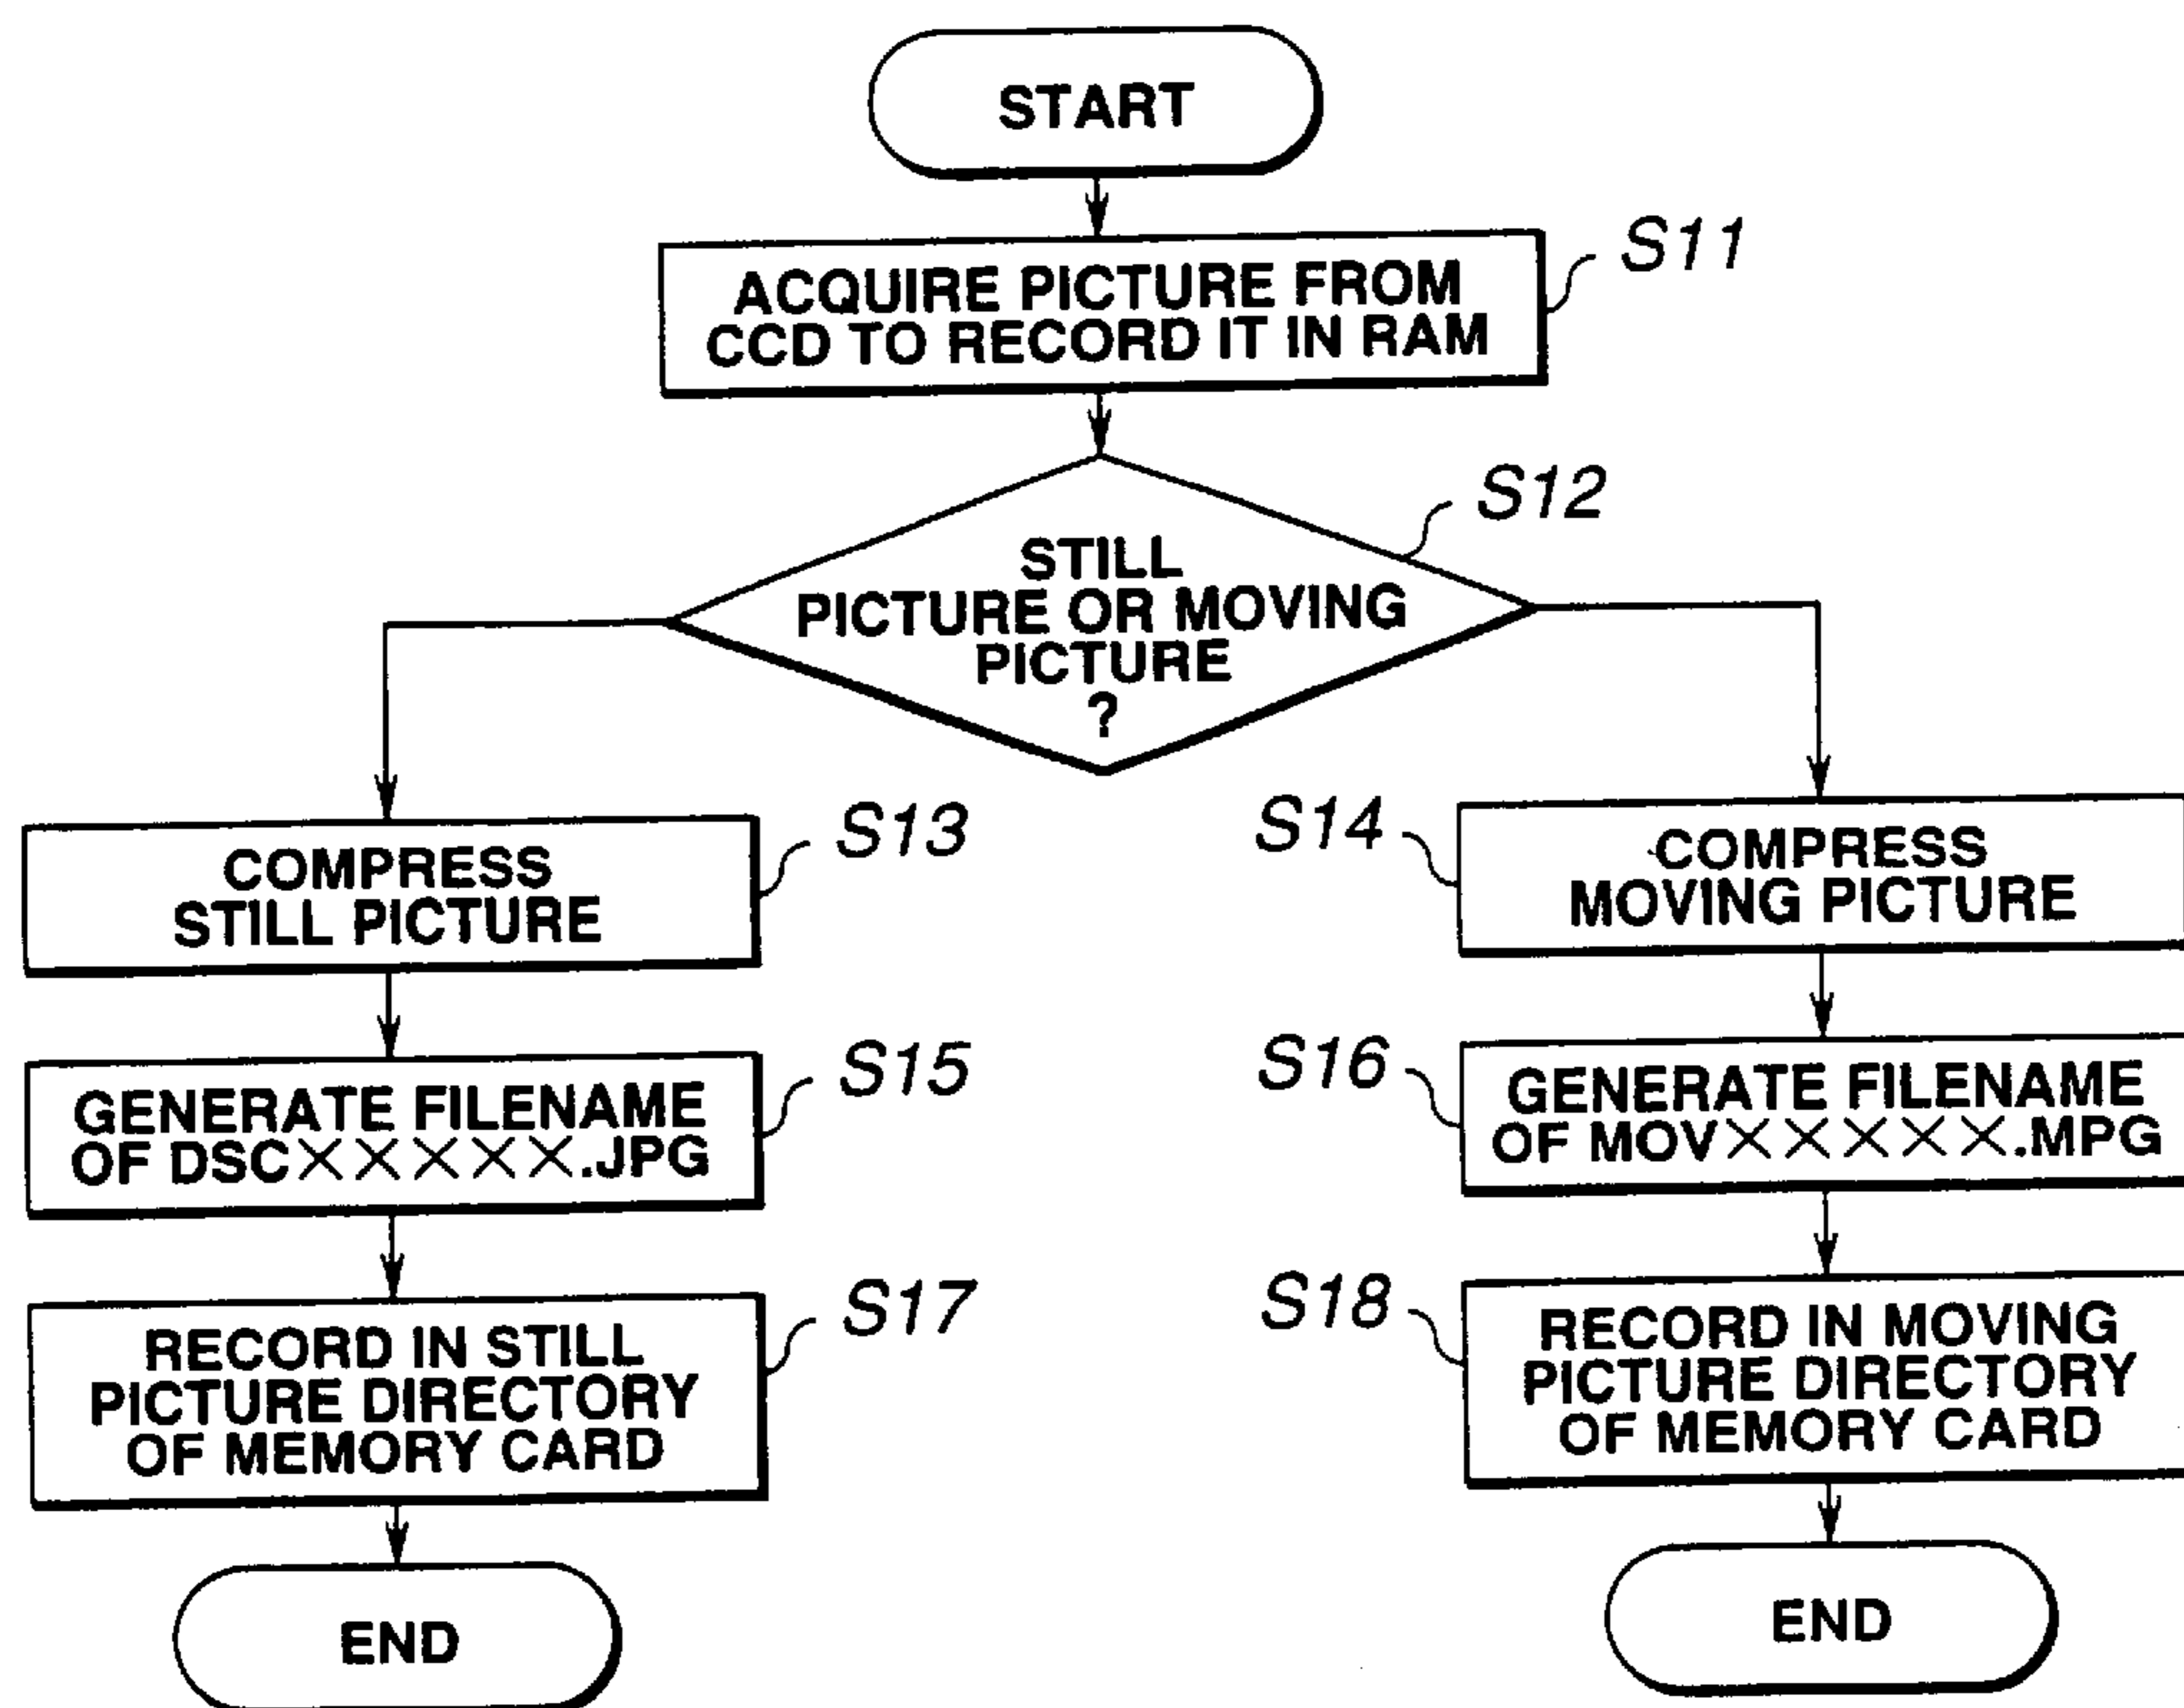 START
S11
ACQUIRE PICTURE FROM
CCD TO RECORD IT IN RAM
S12
STILL
PICTURE OR MOVING
PICTURE
?
S13
COMPRESS
STILL PICTURE
S14
COMPRESS
MOVING PICTURE
S15
GENERATE FILENAME
OF DSC×××××.JPG
S16
GENERATE FILENAME
OF MOV×××××.MPG
S17
RECORD IN STILL
PICTURE DIRECTORY
OF MEMORY CARD
S18
RECORD IN MOVING
PICTURE DIRECTORY
OF MEMORY CARD
END
END